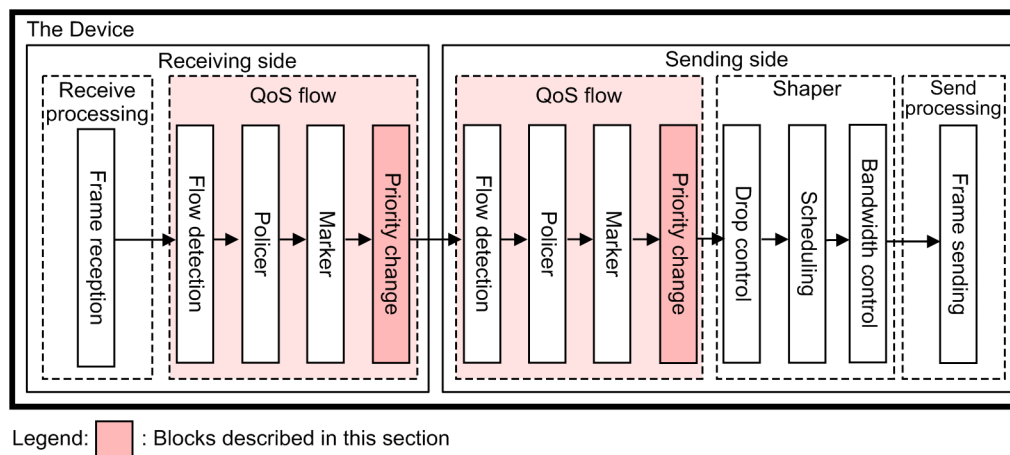 The Device
Receiving side
Sending side
Receive
processing
QoS flow
QoS flow
Shaper
Send
processing
Frame reception
Flow detection
Policer
Marker
Priority change
Flow detection
Policer
Marker
Priority change
Drop control
Scheduling
Bandwidth control
Frame sending
Legend: : Blocks described in this section